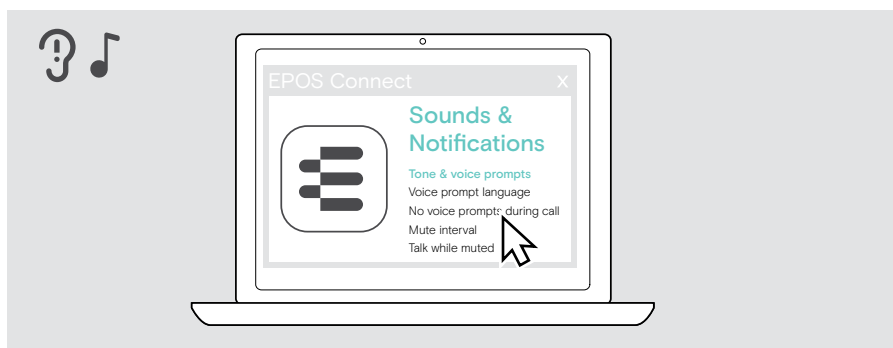 EPOS Connect X
Sounds &
Notifications
Tone & voice prompts
Voice prompt language
No voice prompts during call
Mute interval
Talk while muted